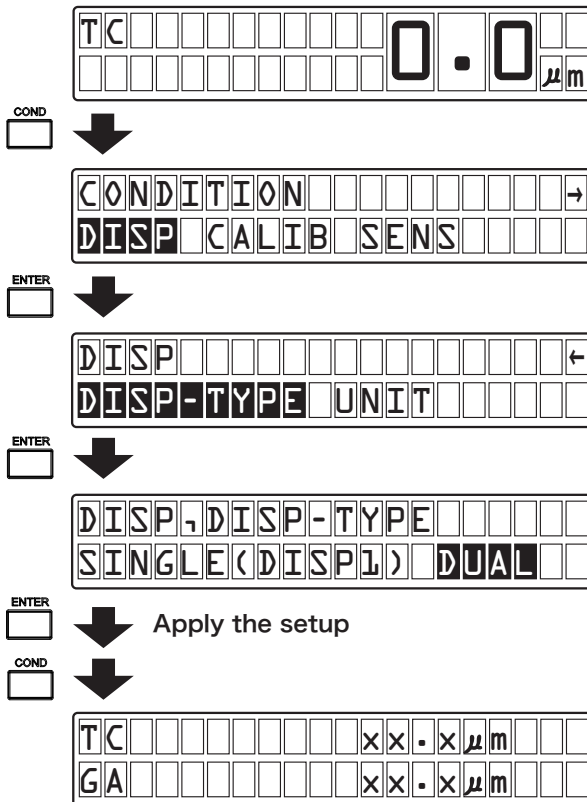 TC 0.0 μm
COND
CONDITION →
DISP CALIB SENS
ENTER
DISP ←
DISP-TYPE UNIT
ENTER
DISP¬DISP-TYPE
SINGLE(DISP1) DUAL
ENTER
Apply the setup
COND
TC xx.xμm
GA xx.xμm